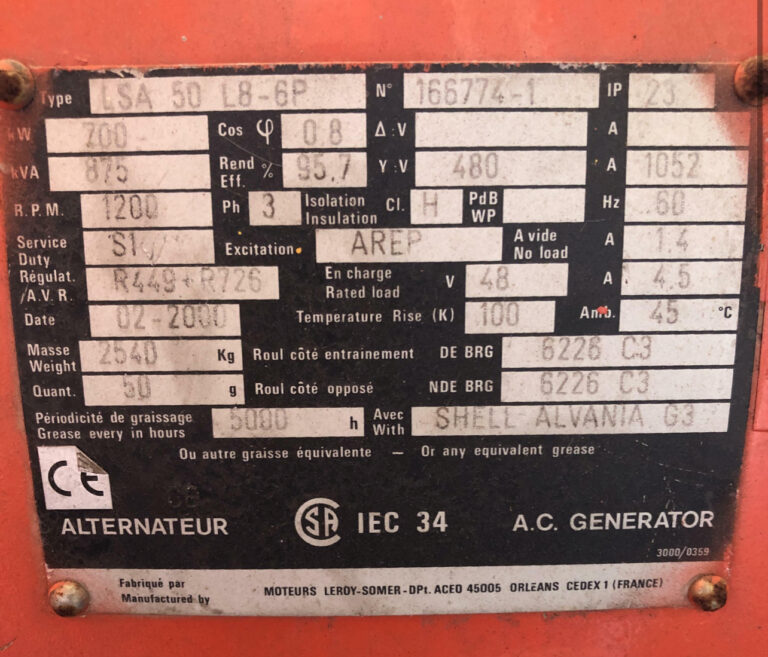 Type LSA 50 L8-6P N° 166774-1 IP 23
kW 700 Cos φ 0.8 Δ:V A
kVA 875 Rend Eff. % 95.7 Y:V 480 A 1052
R.P.M. 1200 Ph 3 Isolation Insulation Cl. H PdB WP Hz 60
Service Duty S1 Excitation AREP A vide No load A 1.4
Régulat. /A.V.R. R449+R726 En charge Rated load V 48 A 4.5
Date 02-2000 Temperature Rise (K) 100 Amb. 45 °C
Masse Weight 2540 Kg Roul côté entrainement DE BRG 6226 C3
Quant. 50 g Roul côté opposé NDE BRG 6226 C3
Périodicité de graissage
Grease every in hours 5000 h Avec With SHELL ALVANIA G3
Ou autre graisse équivalente — Or any equivalent grease
CE
ALTERNATEUR SA IEC 34 A.C. GENERATOR
3000/0359
Fabriqué par
Manufactured by MOTEURS LEROY-SOMER-DPt. ACEO 45005 ORLEANS CEDEX 1 (FRANCE)